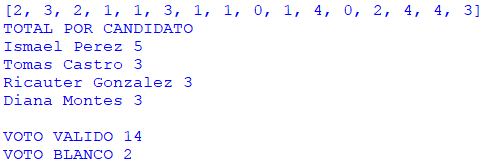 [2, 3, 2, 1, 1, 3, 1, 1, 0, 1, 4, 0, 2, 4, 4, 3]
TOTAL POR CANDIDATO
Ismael Perez 5
Tomas Castro 3
Ricauter Gonzalez 3
Diana Montes 3
VOTO VALIDO 14
VOTO BLANCO 2